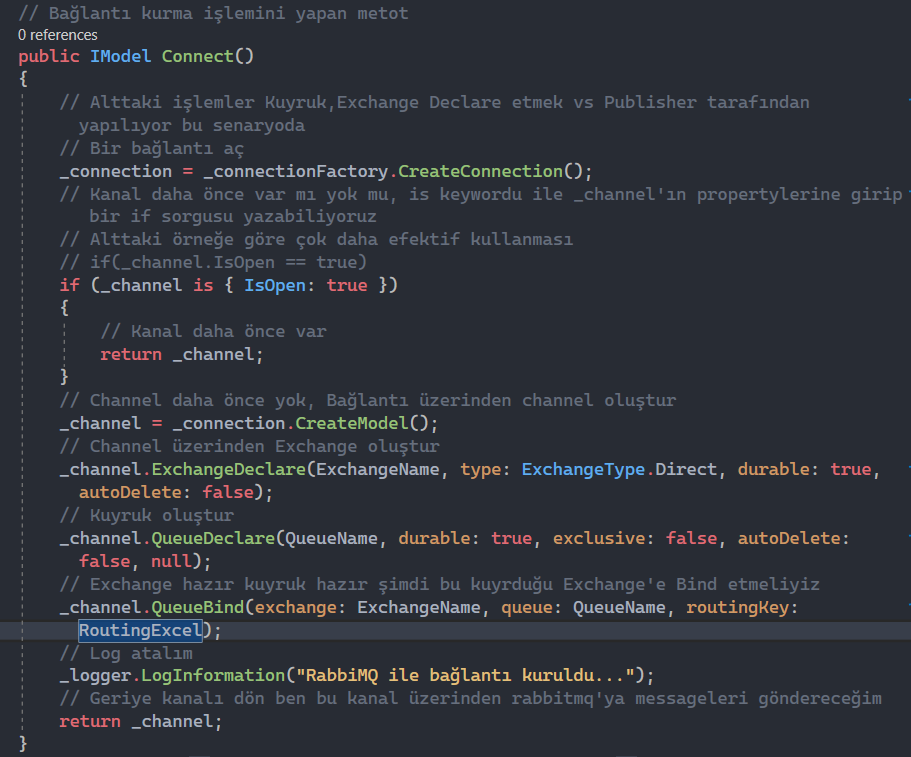 // Bağlantı kurma işlemini yapan metot
0 references
public IModel Connect()
{
// Alttaki işlemler Kuyruk,Exchange Declare etmek vs Publisher tarafından
yapılıyor bu senaryoda
// Bir bağlantı aç
_connection = _connectionFactory.CreateConnection();
// Kanal daha önce var mı yok mu, is keywordu ile _channel'ın propertylerine girip
bir if sorgusu yazabiliyoruz
// Alttaki örneğe göre çok daha efektif kullanması
// if(_channel.IsOpen == true)
if (_channel is { IsOpen: true })
{
// Kanal daha önce var
return _channel;
}
// Channel daha önce yok, Bağlantı üzerinden channel oluştur
_channel = _connection.CreateModel();
// Channel üzerinden Exchange oluştur
_channel.ExchangeDeclare(ExchangeName, type: ExchangeType.Direct, durable: true,
autoDelete: false);
// Kuyruk oluştur
_channel.QueueDeclare(QueueName, durable: true, exclusive: false, autoDelete:
false, null);
// Exchange hazır kuyruk hazır şimdi bu kuyrduğu Exchange'e Bind etmeliyiz
_channel.QueueBind(exchange: ExchangeName, queue: QueueName, routingKey:
RoutingExcel);
// Log atalım
_logger.LogInformation("RabbiMQ ile bağlantı kuruldu...");
// Geriye kanalı dön ben bu kanal üzerinden rabbitmq'ya messageleri göndereceğim
return _channel;
}